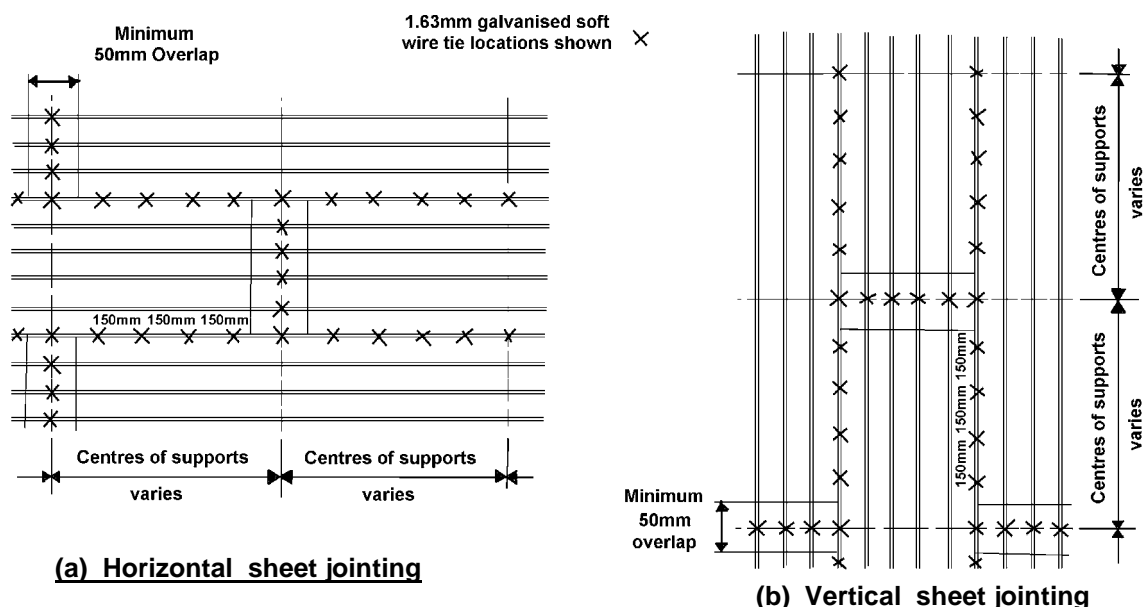 Minimum
50mm Overlap
1.63mm galvanised soft
wire tie locations shown
150mm 150mm 150mm
Centres of supports
varies
Centres of supports
varies
(a) Horizontal sheet jointing
Centres of supports
varies
150mm 150mm 150mm
Centres of supports
varies
Minimum
50mm
overlap
(b) Vertical sheet jointing